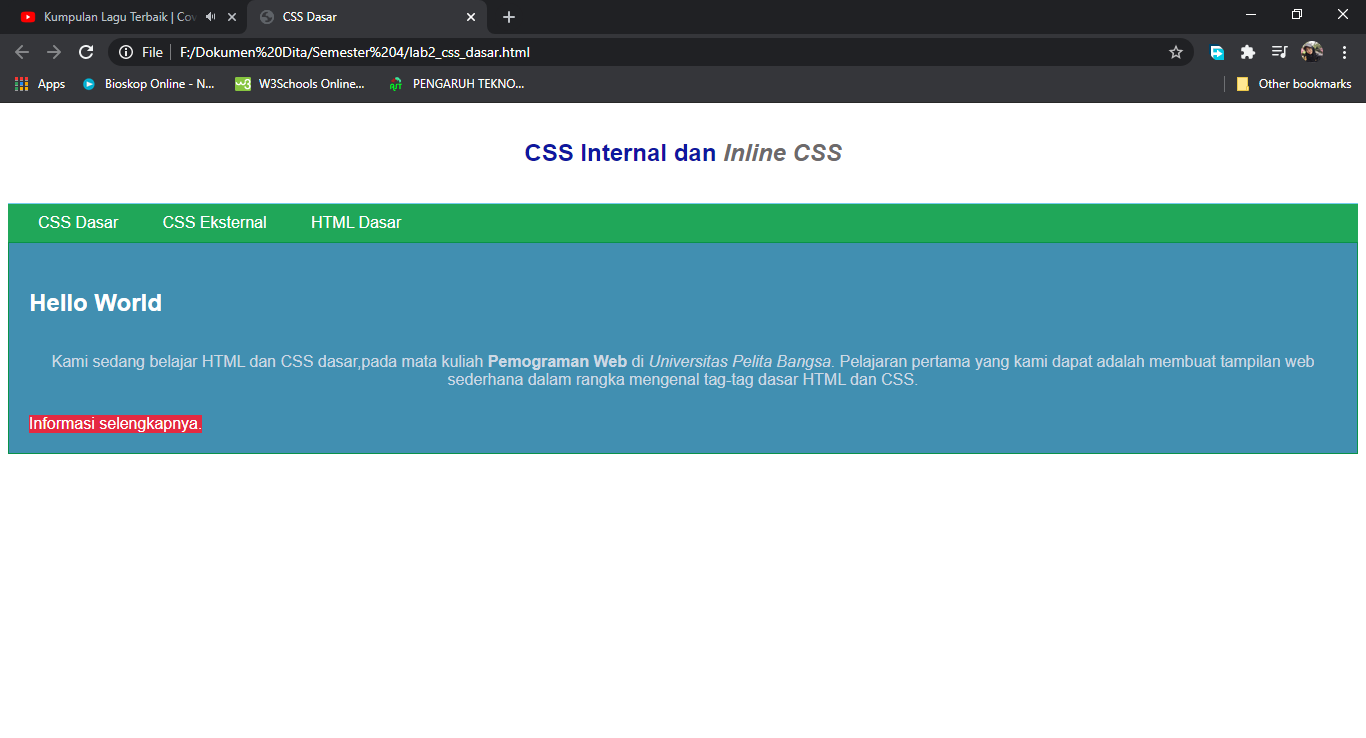 Kumpulan Lagu Terbaik | Cov
CSS Dasar
File
F:/Dokumen%20Dita/Semester%204/lab2_css_dasar.html
Apps
Bioskop Online - N...
W3Schools Online...
PENGARUH TEKNO...
Other bookmarks
CSS Internal dan Inline CSS
CSS Dasar
CSS Eksternal
HTML Dasar
Hello World
Kami sedang belajar HTML dan CSS dasar,pada mata kuliah Pemograman Web di Universitas Pelita Bangsa. Pelajaran pertama yang kami dapat adalah membuat tampilan web
sederhana dalam rangka mengenal tag-tag dasar HTML dan CSS.
Informasi selengkapnya.